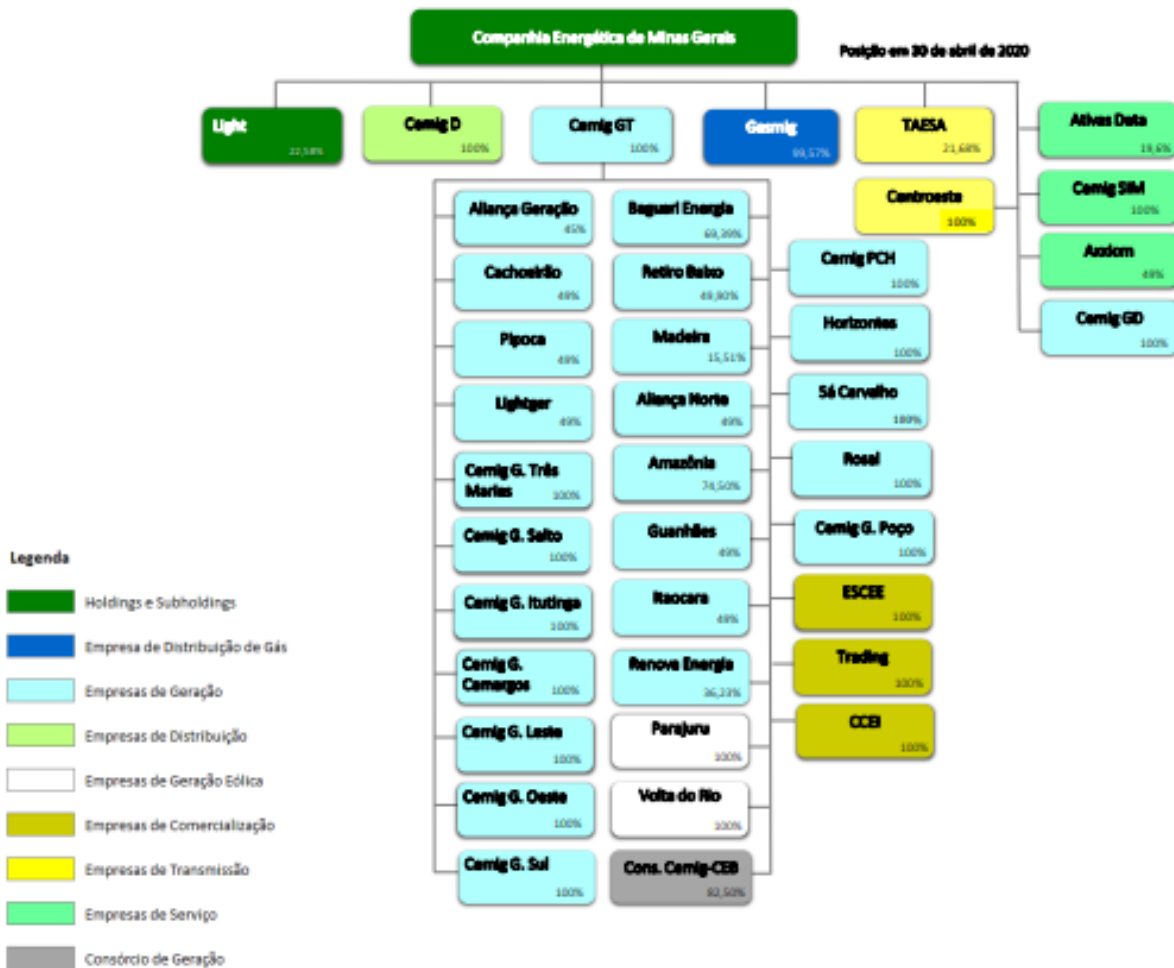 Companhia Energética de Minas Gerais
Posição em 30 de abril de 2020
Light
22,58%
Cemig D
100%
Cemig GT
100%
Gasmig
99,57%
TAESA
21,68%
Ativas Data
19,6%
Centroeste
100%
Cemig SIM
100%
Axxiom
49%
Cemig GD
100%
Aliança Geração
45%
Cachoeirão
49%
Pipoca
49%
Lightger
49%
Cemig G. Três
Marias 100%
Cemig G. Salto
100%
Cemig G. Itutinga
100%
Cemig G.
Camargos 100%
Cemig G. Leste
100%
Cemig G. Oeste
100%
Cemig G. Sul
100%
Baguari Energia
69,39%
Retiro Baixo
49,90%
Madeira
15,51%
Aliança Norte
49%
Amazônia
74,50%
Guanhães
49%
Itaocara
49%
Renova Energia
36,23%
Parajuru
100%
Volta do Rio
100%
Cons. Cemig-CEB
82,50%
Cemig PCH
100%
Horizontes
100%
Sá Carvalho
100%
Rosal
100%
Cemig G. Poço
100%
ESCEE
100%
Trading
100%
CCEI
100%
Legenda
Holdings e Subholdings
Empresa de Distribuição de Gás
Empresas de Geração
Empresas de Distribuição
Empresas de Geração Eólica
Empresas de Comercialização
Empresas de Transmissão
Empresas de Serviço
Consórcio de Geração